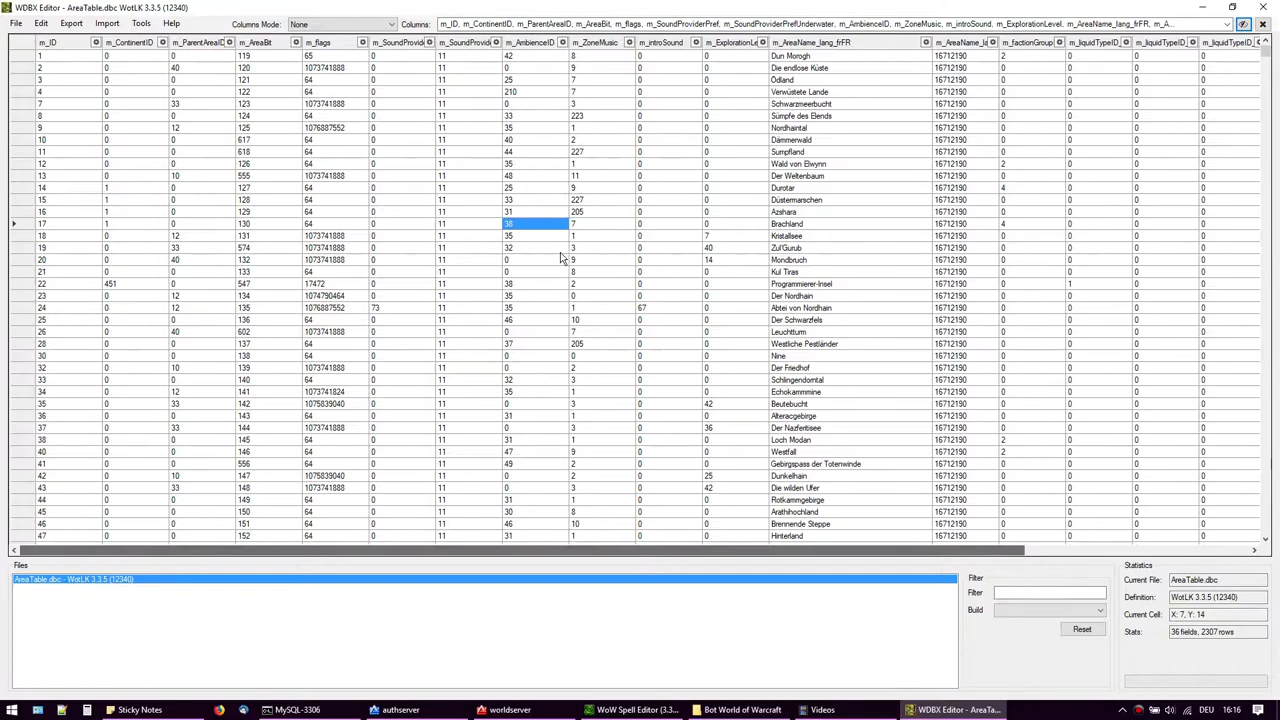 WDBX Editor - AreaTable.dbc WotLK 3.3.5 (12340)
File Edit Export Import Tools Help Columns Mode: None Columns: m_ID, m_ContinentID, m_ParentAreaID, m_AreaBit, m_flags, m_SoundProviderPref, m_SoundProviderPrefUnderwater, m_AmbienceID, m_ZoneMusic, m_introSound, m_ExplorationLevel, m_AreaName_lang_frFR, m_A...
m_ID m_ContinentID m_ParentAreaID m_AreaBit m_flags m_SoundProvid m_SoundProvid m_AmbienceID m_ZoneMusic m_introSound m_ExplorationLe m_AreaName_lang_frFR m_AreaName_la m_factionGroup m_liquidTypeID_ m_liquidTypeID_ m_liquidTypeID_
1 0 0 119 65 0 11 42 8 0 0 Dun Morogh 16712190 2 0 0 0
2 0 40 120 1073741888 0 11 0 9 0 0 Die endlose Küste 16712190 0 0 0 0
3 0 0 121 64 0 11 25 7 0 0 Ödland 16712190 0 0 0 0
4 0 0 122 64 0 11 210 7 0 0 Verwüstete Lande 16712190 0 0 0 0
7 0 33 123 1073741888 0 11 0 3 0 0 Schwarzmeerbucht 16712190 0 0 0 0
8 0 0 124 64 0 11 33 223 0 0 Sümpfe des Elends 16712190 0 0 0 0
9 0 12 125 1076887552 0 11 35 1 0 0 Nordhaintal 16712190 0 0 0 0
10 0 0 617 64 0 11 40 2 0 0 Dämmerwald 16712190 0 0 0 0
11 0 0 618 64 0 11 44 227 0 0 Sumpfland 16712190 0 0 0 0
12 0 0 126 64 0 11 35 1 0 0 Wald von Elwynn 16712190 2 0 0 0
13 0 10 555 1073741888 0 11 48 11 0 0 Der Weltenbaum 16712190 0 0 0 0
14 1 0 127 64 0 11 25 9 0 0 Durotar 16712190 4 0 0 0
15 1 0 128 64 0 11 33 227 0 0 Düstermarschen 16712190 0 0 0 0
16 1 0 129 64 0 11 31 205 0 0 Azshara 16712190 0 0 0 0
17 1 0 130 64 0 11 38 7 0 0 Brachland 16712190 4 0 0 0
18 0 12 131 1073741888 0 11 35 1 0 7 Kristallsee 16712190 0 0 0 0
19 0 33 574 1073741888 0 11 32 3 0 40 Zul'Gurub 16712190 0 0 0 0
20 0 40 132 1073741888 0 11 0 9 0 14 Mondbruch 16712190 0 0 0 0
21 0 0 133 64 0 11 0 8 0 0 Kul Tiras 16712190 0 0 0 0
22 451 0 547 17472 0 11 38 2 0 0 Programmierer-Insel 16712190 0 1 0 0
23 0 12 134 1074790464 0 11 35 0 0 0 Der Nordhain 16712190 0 0 0 0
24 0 12 135 1076887552 73 11 35 1 67 0 Abtei von Nordhain 16712190 0 0 0 0
25 0 0 136 64 0 11 46 10 0 0 Der Schwarzfels 16712190 0 0 0 0
26 0 40 602 1073741888 0 11 0 7 0 0 Leuchtturm 16712190 0 0 0 0
28 0 0 137 64 0 11 37 205 0 0 Westliche Pestländer 16712190 0 0 0 0
30 0 0 138 64 0 11 0 0 0 0 Nine 16712190 0 0 0 0
32 0 10 139 1073741888 0 11 0 2 0 0 Der Friedhof 16712190 0 0 0 0
33 0 0 140 64 0 11 32 3 0 0 Schlingendorntal 16712190 0 0 0 0
34 0 12 141 1073741824 0 11 35 1 0 0 Echokammmine 16712190 0 0 0 0
35 0 33 142 1075839040 0 11 0 3 0 42 Beutebucht 16712190 0 0 0 0
36 0 0 143 64 0 11 31 1 0 0 Alteracgebirge 16712190 0 0 0 0
37 0 33 144 1073741888 0 11 0 3 0 36 Der Nazferitisee 16712190 0 0 0 0
38 0 0 145 64 0 11 31 1 0 0 Loch Modan 16712190 2 0 0 0
40 0 0 146 64 0 11 47 9 0 0 Westfall 16712190 2 0 0 0
41 0 0 556 64 0 11 49 2 0 0 Gebirgspass der Totenwinde 16712190 0 0 0 0
42 0 10 147 1075839040 0 11 0 2 0 25 Dunkelhain 16712190 0 0 0 0
43 0 33 148 1073741888 0 11 0 3 0 42 Die wilden Ufer 16712190 0 0 0 0
44 0 0 149 64 0 11 31 1 0 0 Rotkammgebirge 16712190 0 0 0 0
45 0 0 150 64 0 11 30 8 0 0 Arathihochland 16712190 0 0 0 0
46 0 0 151 64 0 11 46 10 0 0 Brennende Steppe 16712190 0 0 0 0
47 0 0 152 64 0 11 31 1 0 0 Hinterland 16712190 0 0 0 0
Files Filter Statistics
AreaTable.dbc - WotLK 3.3.5 (12340) Current File: AreaTable.dbc
Filter Definition: WotLK 3.3.5 (12340)
Build Current Cell: X: 7, Y: 14
Reset Stats: 36 fields, 2307 rows
Sticky Notes MySQL-3306 authserver worldserver WoW Spell Editor (3.3... Bot World of Warcraft Videos WDBX Editor - AreaTa... DEU 16:16